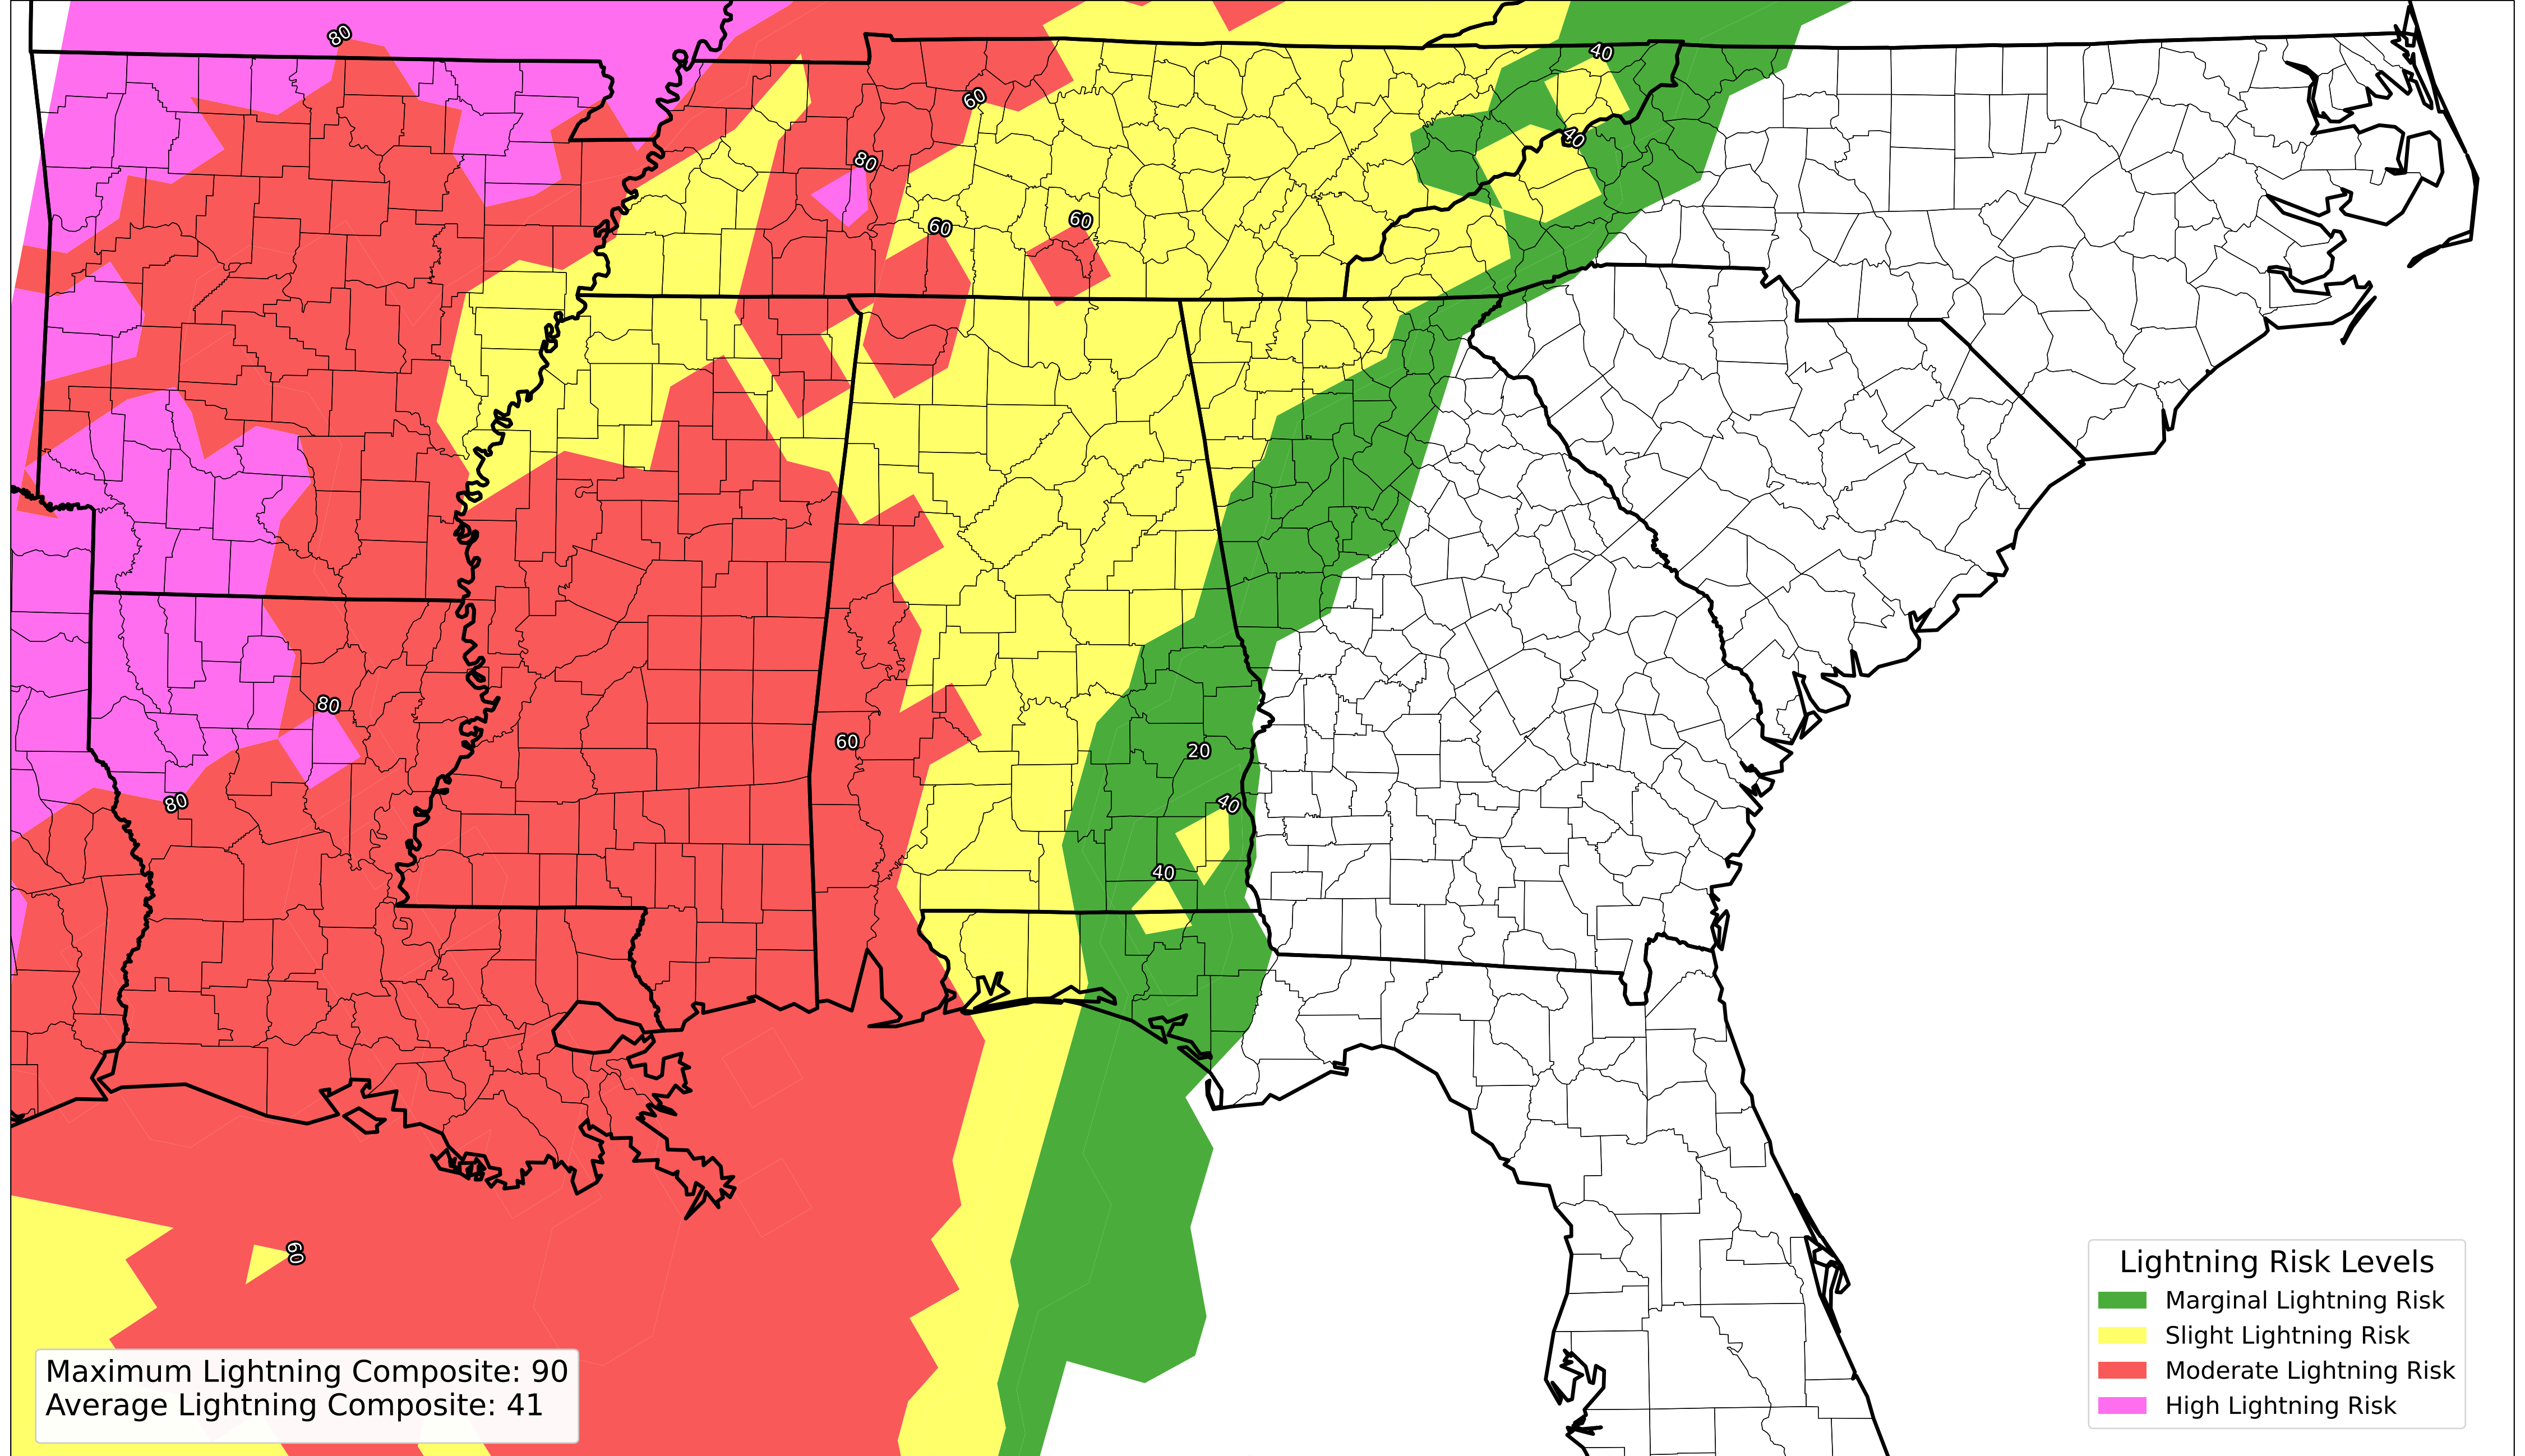 80
40
60
80
40
60
60
80
60
20
80
40
40
60
Lightning Risk Levels
Marginal Lightning Risk
Slight Lightning Risk
Moderate Lightning Risk
High Lightning Risk
Maximum Lightning Composite: 90
Average Lightning Composite: 41